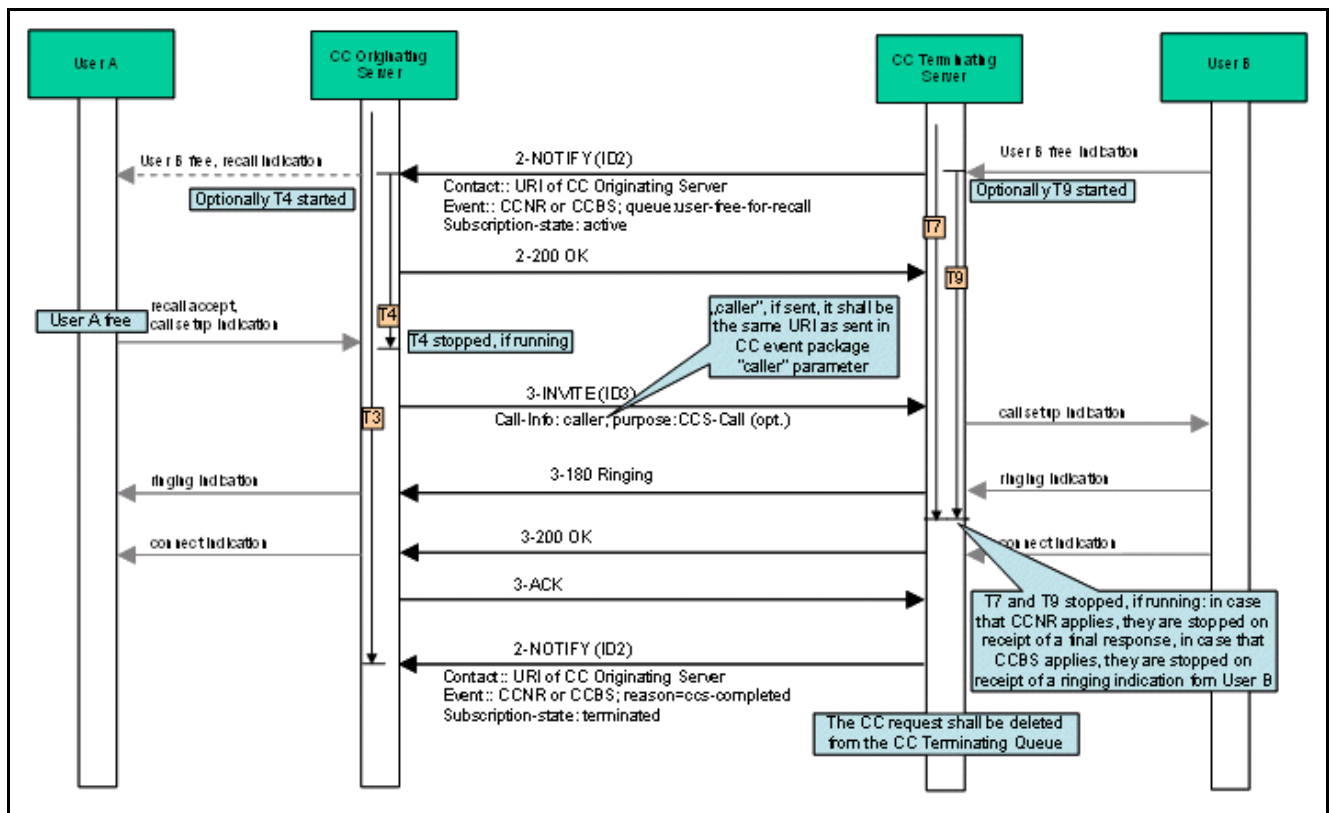 User A
CC Originating
Server
CC Terminating
Server
User B
User B free, recall indication
2-NOTIFY (ID2)
User B free indication
Optionally T4 started
Contact:: URI of CC Originating Server
Event:: CCNR or CCBS; queue:user-free-for-recall
Subscription-state: active
Optionally T9 started
T7
2-200 OK
T9
User A free
recall accept,
call setup indication
T4
T4 stopped, if running
„caller", if sent, it shall be
the same URI as sent in
CC event package
"caller" parameter
3-INVITE (ID3)
T3
Call-Info: caller; purpose:CCS-Call (opt.)
call setup indication
3-180 Ringing
ringing indication
ringing indication
3-200 OK
connect indication
connect indication
3-ACK
T7 and T9 stopped, if running: in case
that CCNR applies, they are stopped on
receipt of a final response, in case that
CCBS applies, they are stopped on
receipt of a ringing indication fom User B
2-NOTIFY (ID2)
Contact:: URI of CC Originating Server
Event:: CCNR or CCBS; reason=ccs-completed
Subscription-state: terminated
The CC request shall be deleted
from the CC Terminating Queue